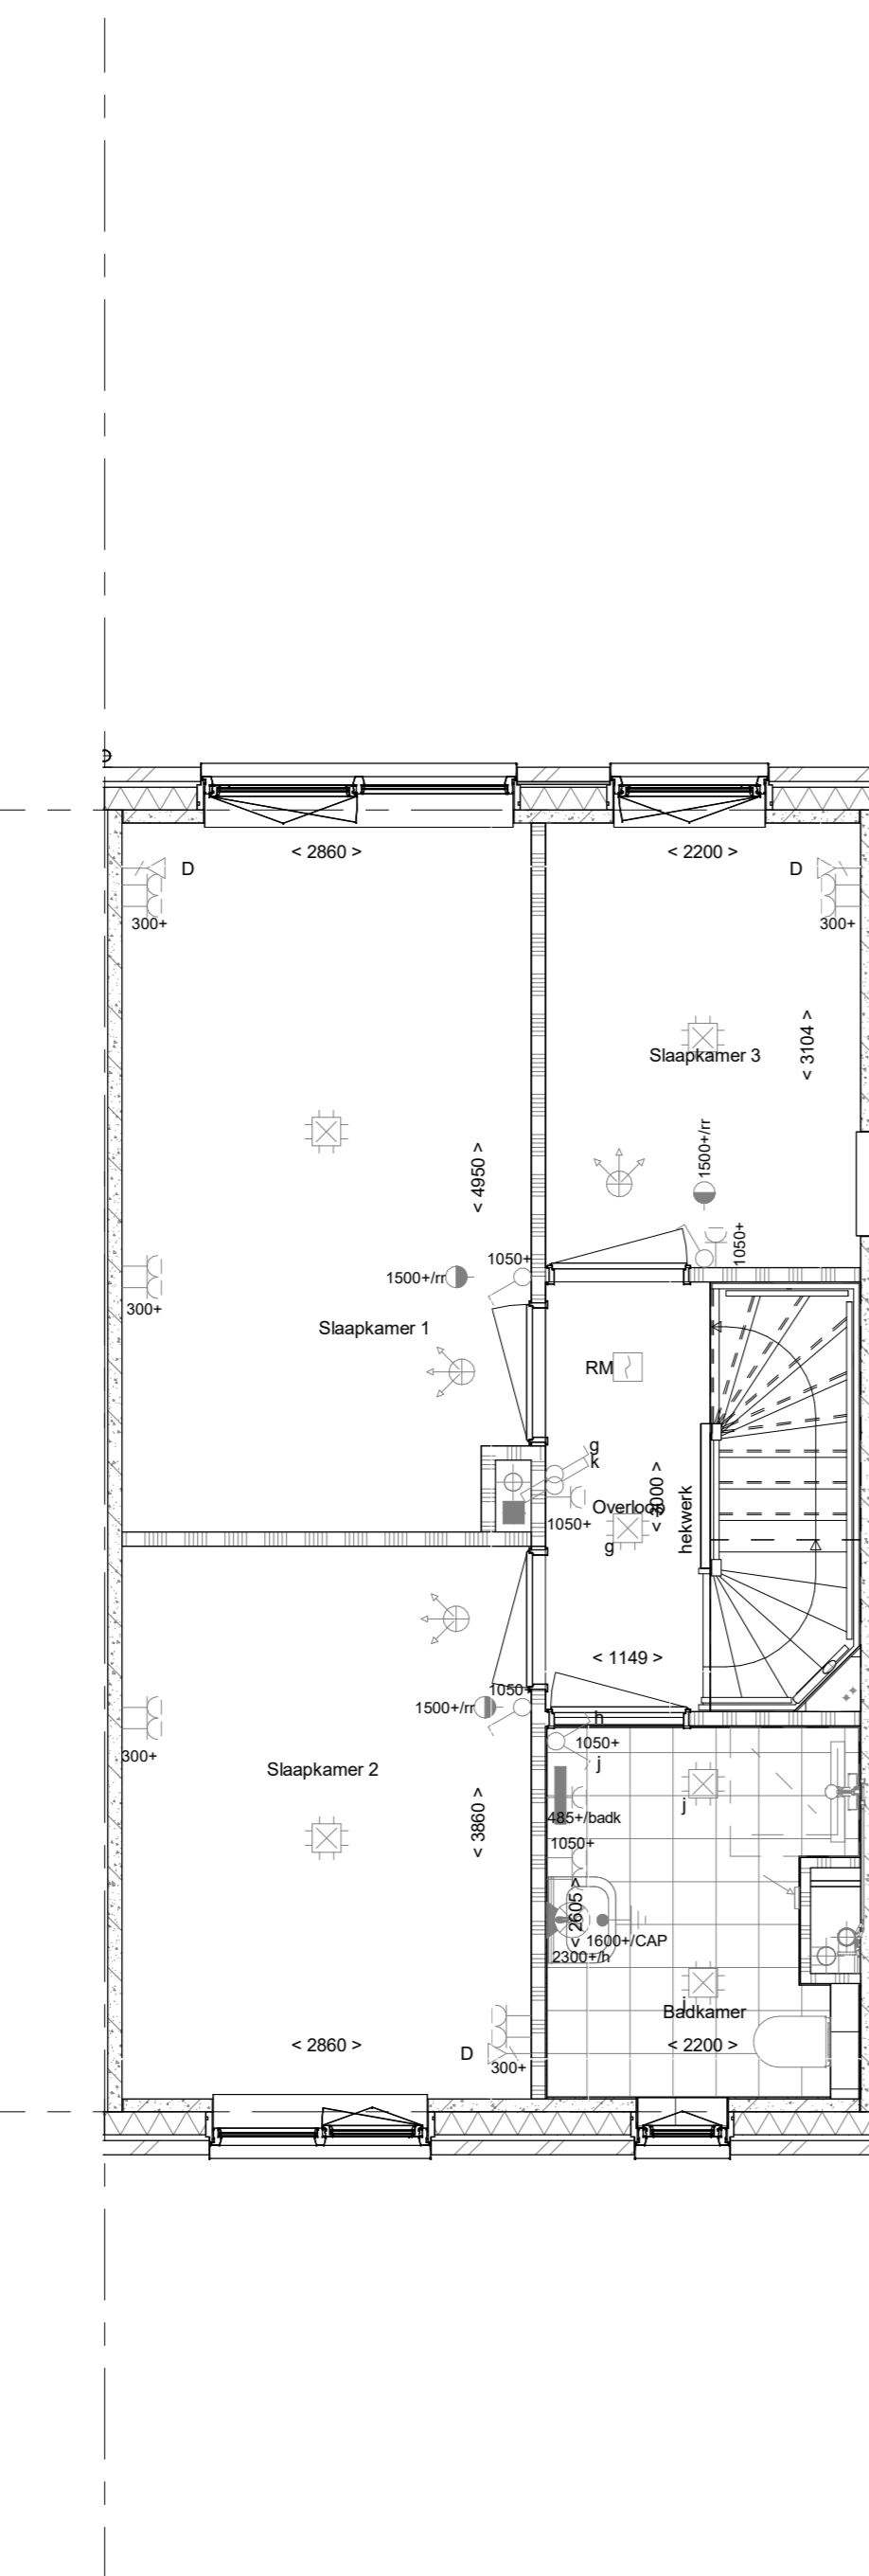 < 2860 >
< 2200 >
D
D
300+
300+
< 3104 >
Slaapkamer 3
1500+/rr
< 4950 >
1050+
1050+
1500+/rr
300+
Slaapkamer 1
RM
g
k
< 3000 >
Overloop
hekwerk
1050+
g
< 1149 >
1050+
1500+/rr
h
1050+
300+
j
Slaapkamer 2
j
< 3860 >
485+/badk
1050+
< 2605 >
1600+/CAP
2300+/h
j
Badkamer
< 2860 >
D
< 2200 >
300+